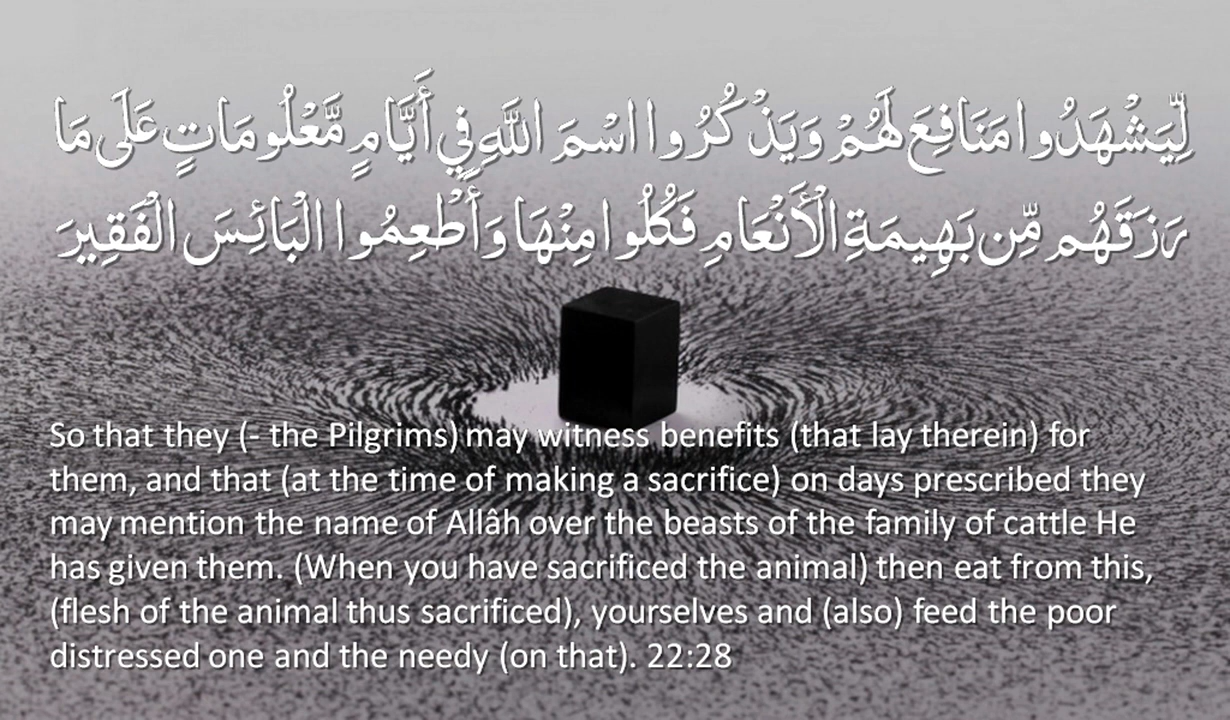 لِّيَشْهَدُوا مَنَافِعَ لَهُمْ وَيَذْكُرُوا اسْمَ اللَّهِ فِي أَيَّامٍ مَّعْلُومَاتٍ عَلَى مَا
رَزَقَهُم مِّن بَهِيمَةِ الْأَنْعَامِ فَكُلُوا مِنْهَا وَأَطْعِمُوا الْبَائِسَ الْفَقِيرَ
So that they (- the Pilgrims) may witness benefits (that lay therein) for
them, and that (at the time of making a sacrifice) on days prescribed they
may mention the name of Allâh over the beasts of the family of cattle He
has given them. (When you have sacrificed the animal) then eat from this,
(flesh of the animal thus sacrificed), yourselves and (also) feed the poor
distressed one and the needy (on that). 22:28